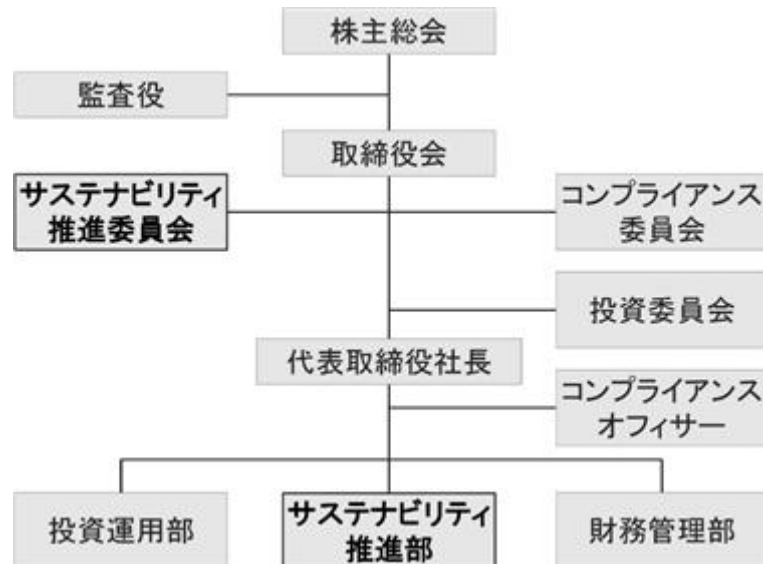 株主総会
監査役
取締役会
サステナビリティ
推進委員会
コンプライアンス
委員会
投資委員会
代表取締役社長
コンプライアンス
オフィサー
投資運用部
サステナビリティ
推進部
財務管理部